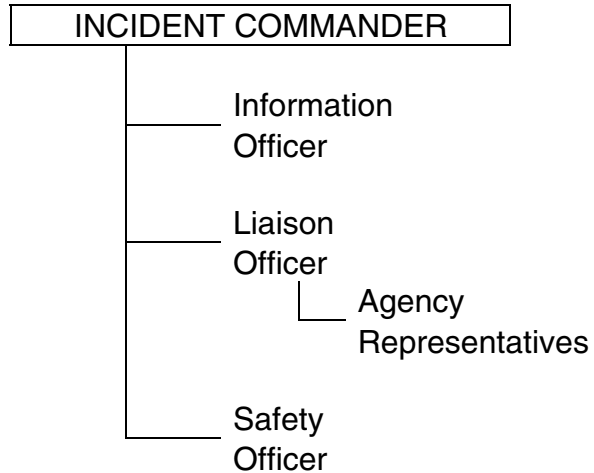 INCIDENT COMMANDER
Information
Officer
Liaison
Officer
Agency
Representatives
Safety
Officer